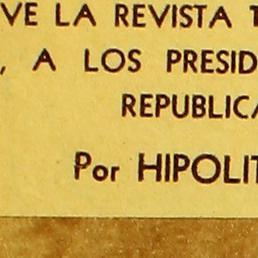 VE LA REVISTA T
, A LOS PRESID
REPUBLICA
Por HIPOLIT